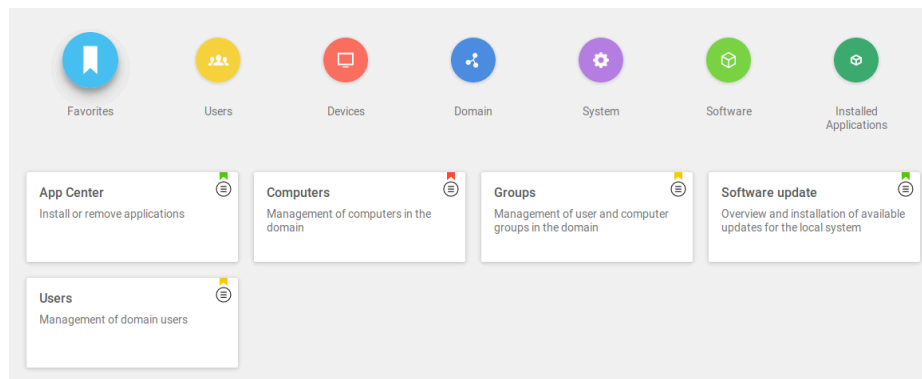 Favorites
Users
Devices
Domain
System
Software
Installed
Applications
App Center
Install or remove applications
Computers
Management of computers in the
domain
Groups
Management of user and computer
groups in the domain
Software update
Overview and installation of available
updates for the local system
Users
Management of domain users